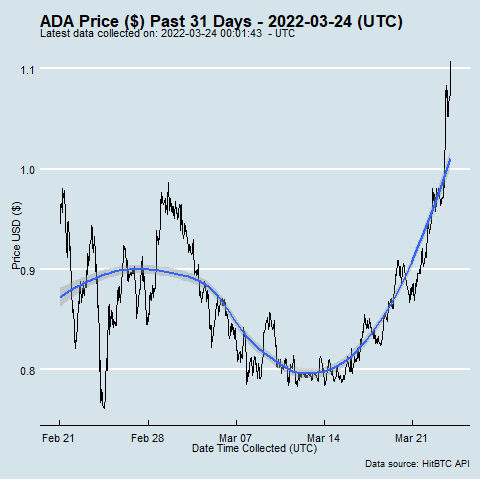 ADA Price ($) Past 31 Days - 2022-03-24 (UTC)
Latest data collected on: 2022-03-24 00:01:43  - UTC
1.1
1.0
0.9
0.8
Price USD ($)
Feb 21
Feb 28
Mar 07
Mar 14
Mar 21
Date Time Collected (UTC)
Data source: HitBTC API